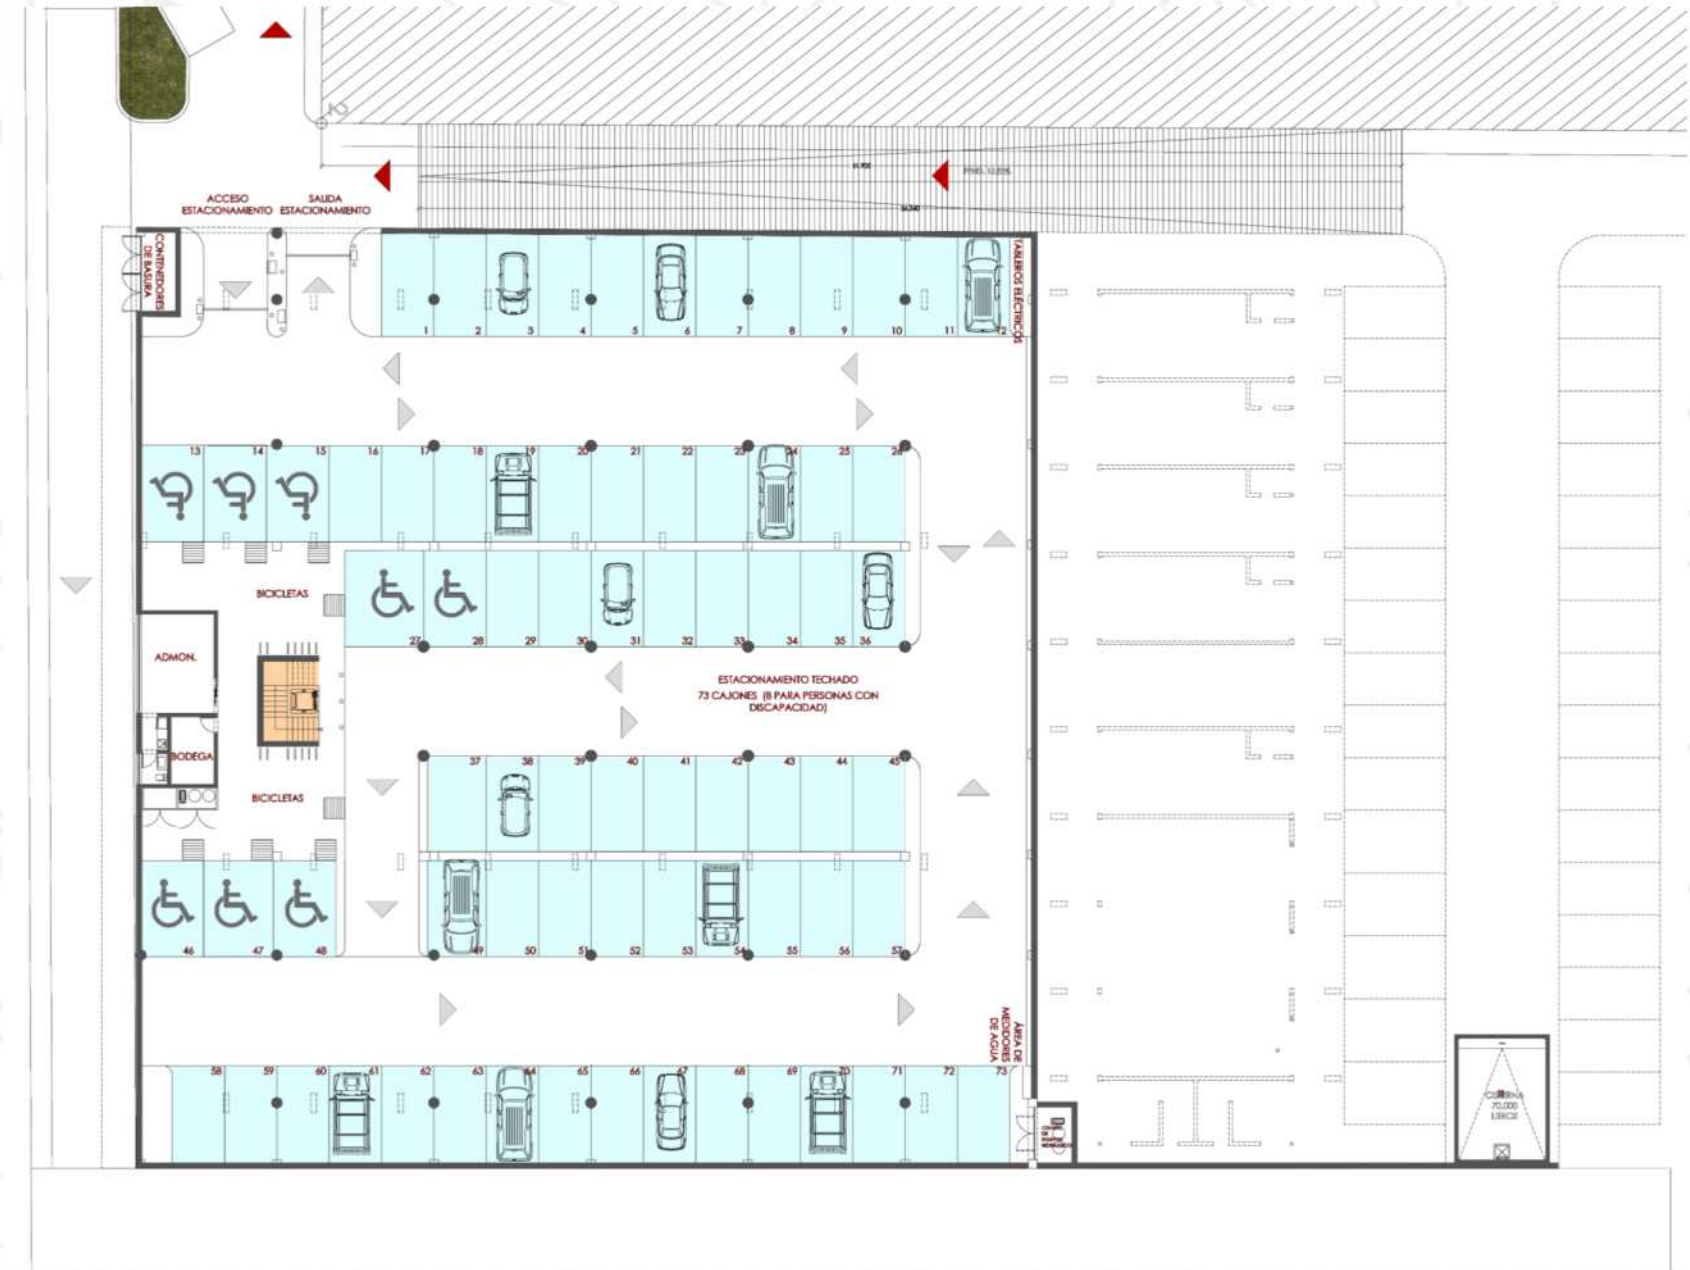 ACCESO
ESTACIONAMIENTO
SALIDA
ESTACIONAMIENTO
CONTENEDORES
DE BASURA
TABLEROS ELÉCTRICOS
1 2 3 4 5 6 7 8 9 10 11 12
13 14 15 16 17 18 19 20 21 22 23 24 25 26
BICICLETAS
27 28 29 30 31 32 33 34 35 36
ADMON.
ESTACIONAMIENTO TECHADO
73 CAJONES (8 PARA PERSONAS CON
DISCAPACIDAD)
BODEGA
37 38 39 40 41 42 43 44 45
BICICLETAS
46 47 48 49 50 51 52 53 54 55 56 57
ÁREA DE
MEDIDORES
DE AGUA
58 59 60 61 62 63 64 65 66 67 68 69 70 71 72 73
CISTERNA
70,000
LITROS